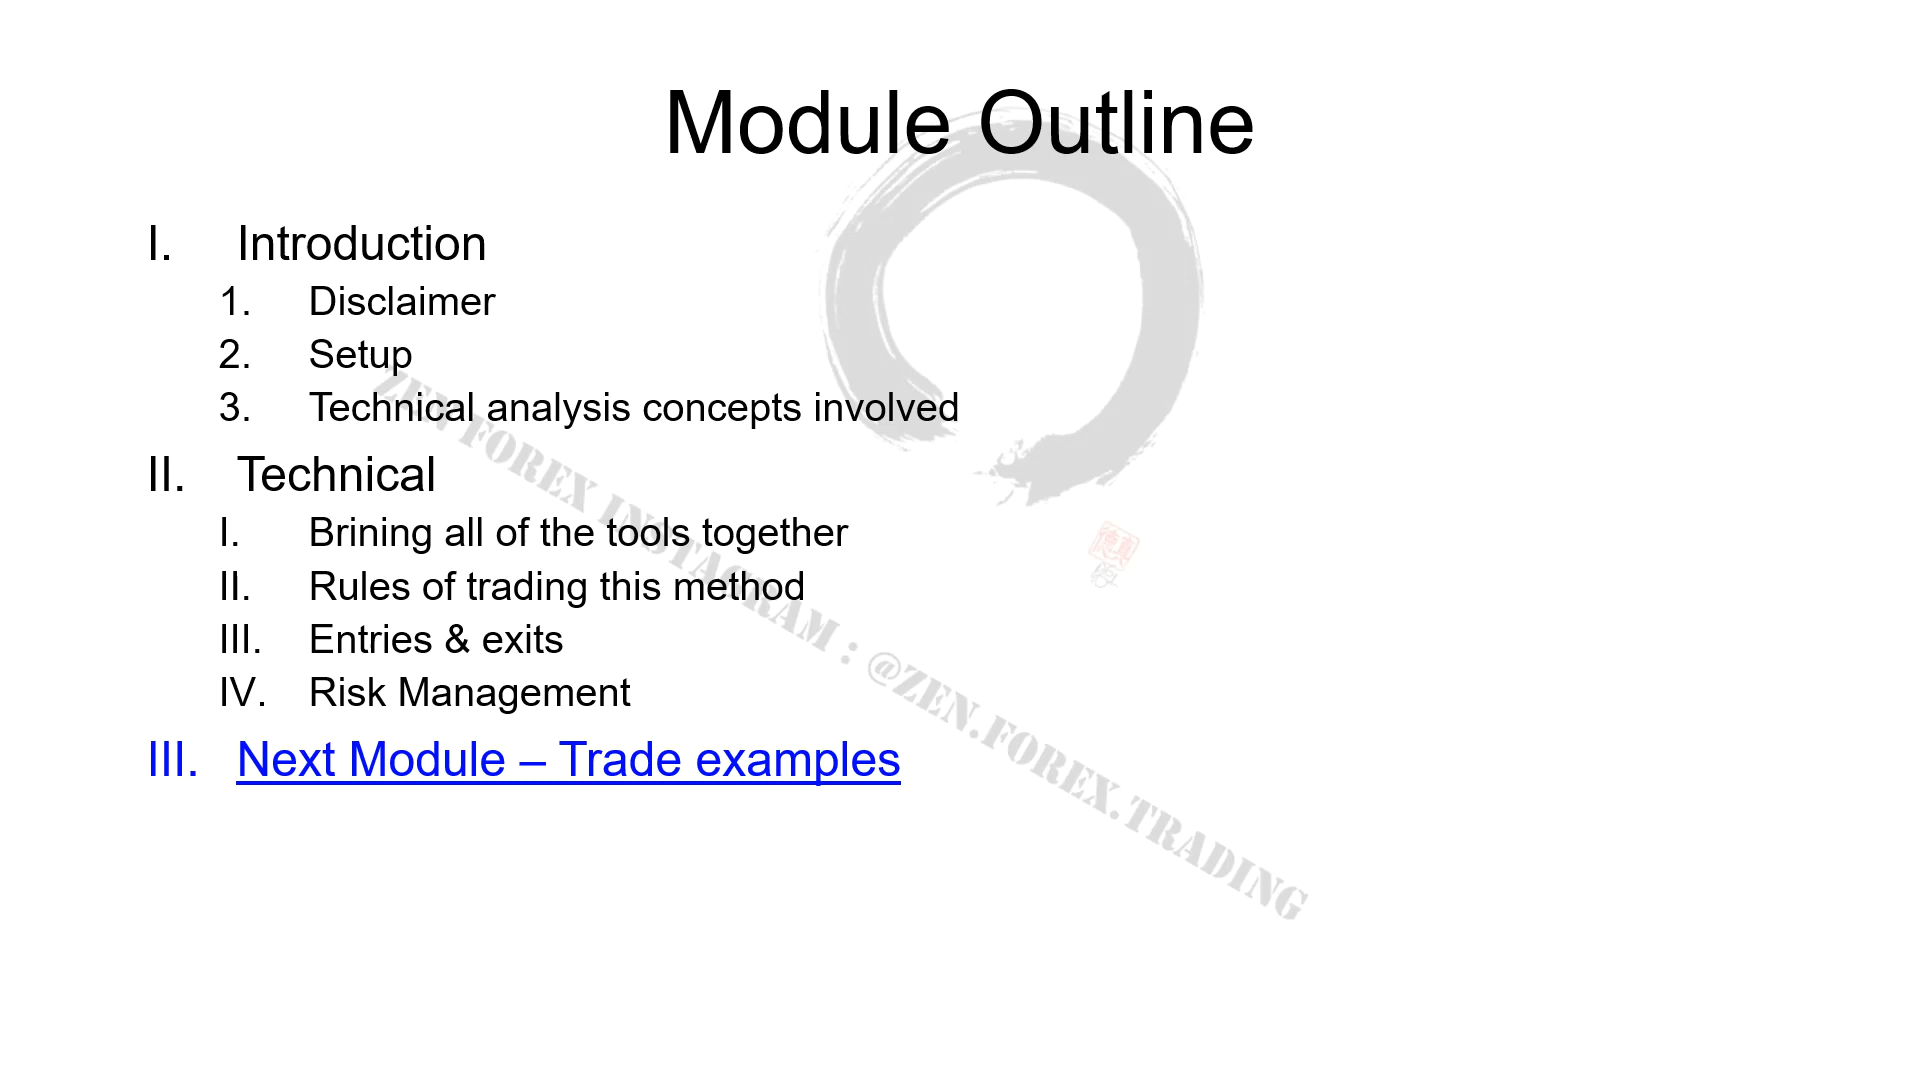 Module Outline
I. Introduction
1. Disclaimer
2. Setup
3. Technical analysis concepts involved
II. Technical
I. Brining all of the tools together
II. Rules of trading this method
III. Entries & exits
IV. Risk Management
III. Next Module – Trade examples
ZEN FOREX INSTAGRAM : @ZEN.FOREX.TRADING